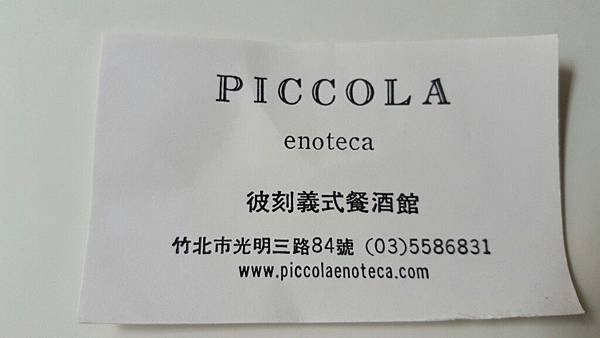 PICCOLA
enoteca
彼刻義式餐酒館
竹北市光明三路84號 (03)5586831
www.piccolaenoteca.com